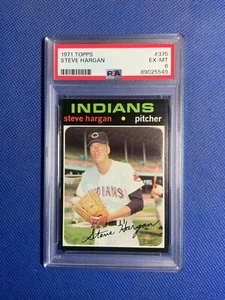 1971 TOPPS #375
STEVE HARGAN EX-MT
6
PSA 89025549
INDIANS
steve hargan • pitcher
Steve Hargan